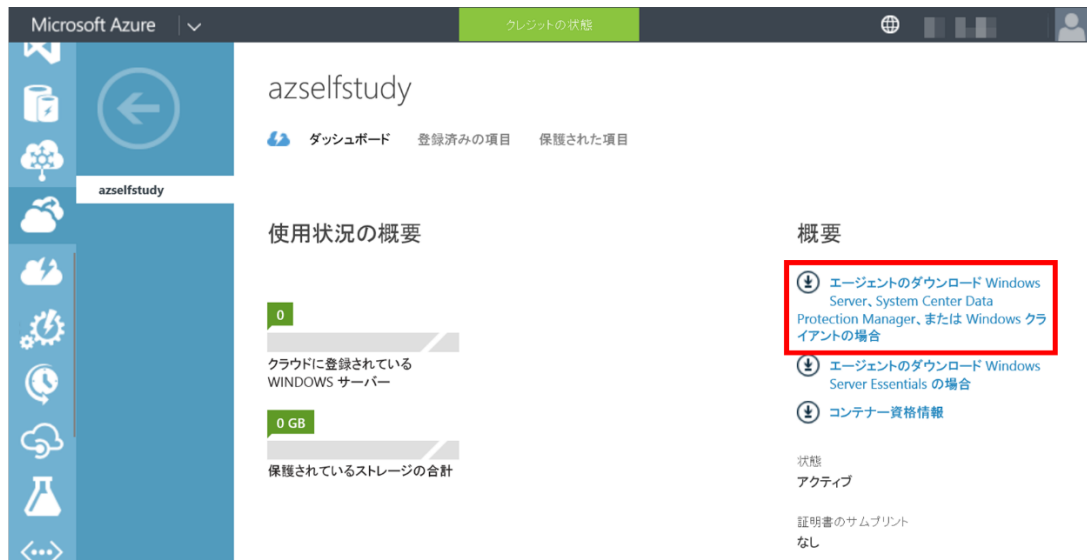 Microsoft Azure
クレジットの状態
azselfstudy
ダッシュボード 登録済みの項目 保護された項目
azselfstudy
使用状況の概要
0
クラウドに登録されている
WINDOWS サーバー
0 GB
保護されているストレージの合計
概要
エージェントのダウンロード Windows
Server、System Center Data
Protection Manager、または Windows クラ
イアントの場合
エージェントのダウンロード Windows
Server Essentials の場合
コンテナー資格情報
状態
アクティブ
証明書のサムプリント
なし